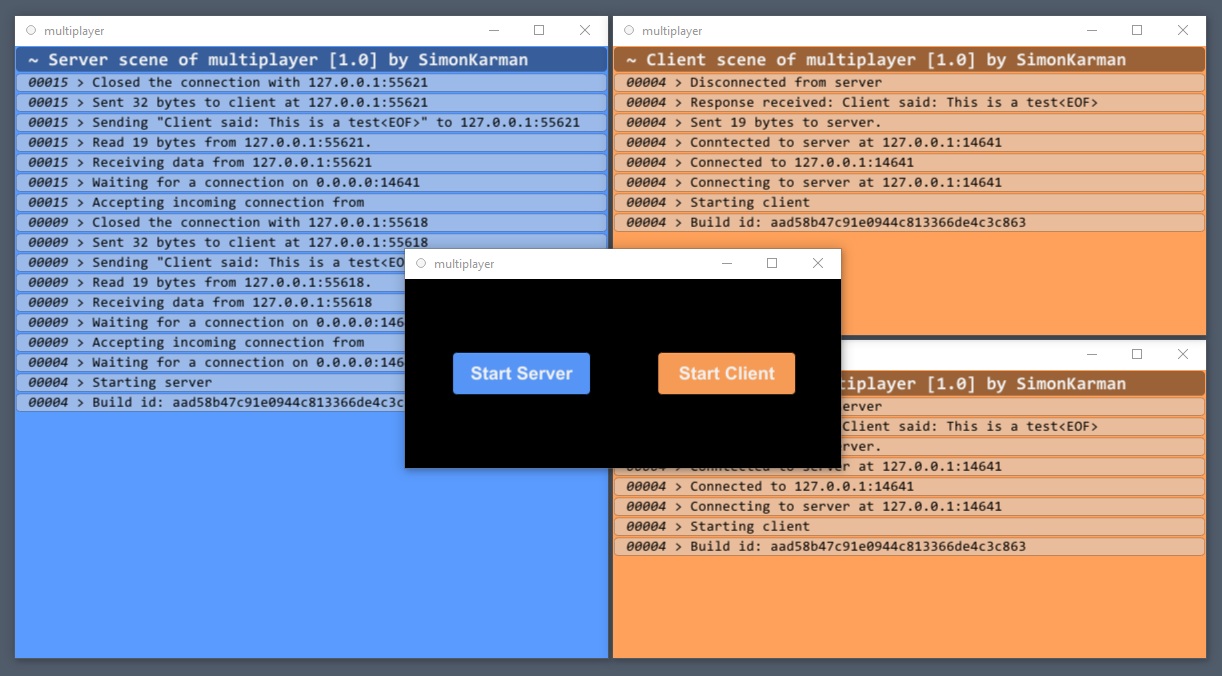 multiplayer
~ Server scene of multiplayer [1.0] by SimonKarman
00015 > Closed the connection with 127.0.0.1:55621
00015 > Sent 32 bytes to client at 127.0.0.1:55621
00015 > Sending "Client said: This is a test<EOF>" to 127.0.0.1:55621
00015 > Read 19 bytes from 127.0.0.1:55621.
00015 > Receiving data from 127.0.0.1:55621
00015 > Waiting for a connection on 0.0.0.0:14641
00015 > Accepting incoming connection from
00009 > Closed the connection with 127.0.0.1:55618
00009 > Sent 32 bytes to client at 127.0.0.1:55618
00009 > Sending "Client said: This is a test<EO
00009 > Read 19 bytes from 127.0.0.1:55618.
00009 > Receiving data from 127.0.0.1:55618
00009 > Waiting for a connection on 0.0.0.0:146
00009 > Accepting incoming connection from
00004 > Waiting for a connection on 0.0.0.0:146
00004 > Starting server
00004 > Build id: aad58b47c91e0944c813366de4c3c
multiplayer
~ Client scene of multiplayer [1.0] by SimonKarman
00004 > Disconnected from server
00004 > Response received: Client said: This is a test<EOF>
00004 > Sent 19 bytes to server.
00004 > Conntected to server at 127.0.0.1:14641
00004 > Connected to 127.0.0.1:14641
00004 > Connecting to server at 127.0.0.1:14641
00004 > Starting client
00004 > Build id: aad58b47c91e0944c813366de4c3c863
multiplayer
Start Server
Start Client
tiplayer [1.0] by SimonKarman
erver
Client said: This is a test<EOF>
rver.
00004 > Conntected to server at 127.0.0.1:14641
00004 > Connected to 127.0.0.1:14641
00004 > Connecting to server at 127.0.0.1:14641
00004 > Starting client
00004 > Build id: aad58b47c91e0944c813366de4c3c863